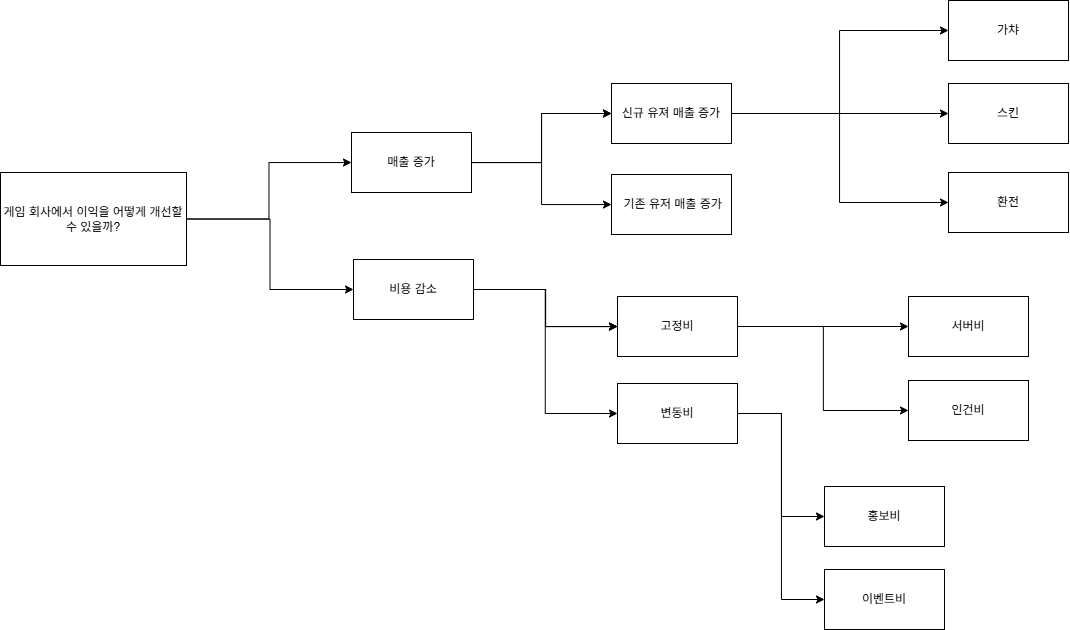 게임 회사에서 이익을 어떻게 개선할
수 있을까?
매출 증가
비용 감소
신규 유져 매출 증가
기존 유저 매출 증가
가챠
스킨
환전
고정비
변동비
서버비
인건비
홍보비
이벤트비